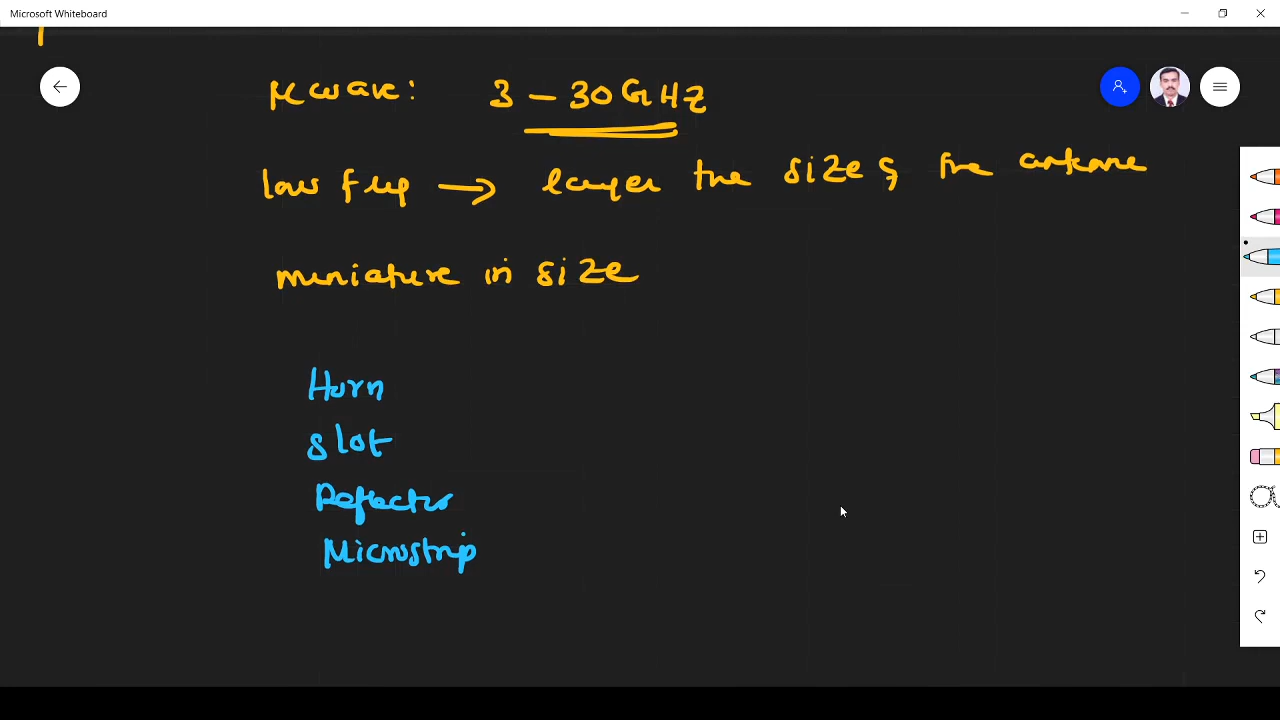 Microsoft Whiteboard
μwave: 3 - 30 GHz
low freq → larger the size of the antenna
miniature in size
Horn
slot
Reflector
Microstrip